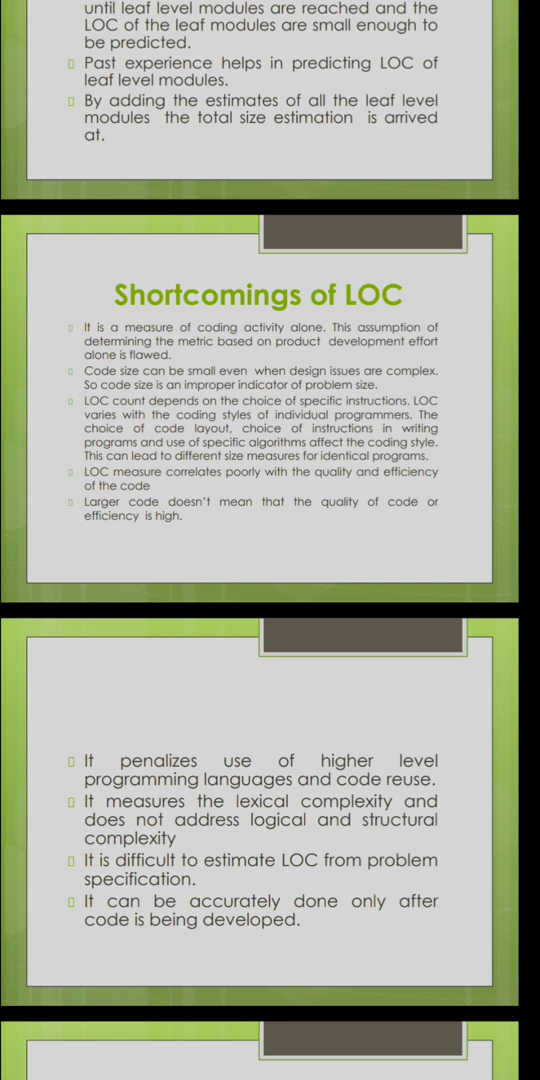 until leaf level modules are reached and the
LOC of the leaf modules are small enough to
be predicted.
Past experience helps in predicting LOC of
leaf level modules.
By adding the estimates of all the leaf level
modules the total size estimation is arrived
at.
Shortcomings of LOC
It is a measure of coding activity alone. This assumption of
determining the metric based on product development effort
alone is flawed.
Code size can be small even when design issues are complex.
So code size is an improper indicator of problem size.
LOC count depends on the choice of specific instructions. LOC
varies with the coding styles of individual programmers. The
choice of code layout, choice of instructions in writing
programs and use of specific algorithms affect the coding style.
This can lead to different size measures for identical programs.
LOC measure correlates poorly with the quality and efficiency
of the code
Larger code doesn't mean that the quality of code or
efficiency is high.
It penalizes use of higher level
programming languages and code reuse.
It measures the lexical complexity and
does not address logical and structural
complexity
It is difficult to estimate LOC from problem
specification.
It can be accurately done only after
code is being developed.